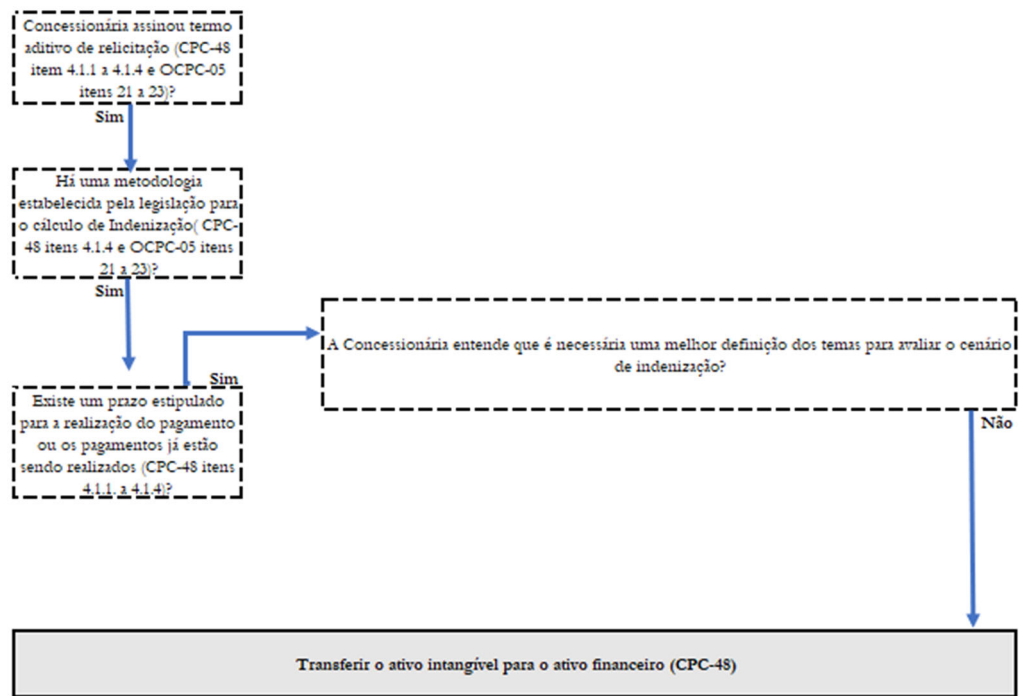 Concessionária assinou termo
aditivo de relicitação (CPC-48
item 4.1.1 a 4.1.4 e OCPC-05
itens 21 a 23)?
Sim
Há uma metodologia
estabelecida pela legislação para
o cálculo de Indenização( CPC-
48 itens 4.1.4 e OCPC-05 itens
21 a 23)?
Sim
Existe um prazo estipulado
para a realização do pagamento
ou os pagamentos já estão
sendo realizados (CPC-48 itens
4.1.1. a 4.1.4)?
Sim
A Concessionária entende que é necessária uma melhor definição dos temas para avaliar o cenário
de indenização?
Não
Transferir o ativo intangível para o ativo financeiro (CPC-48)